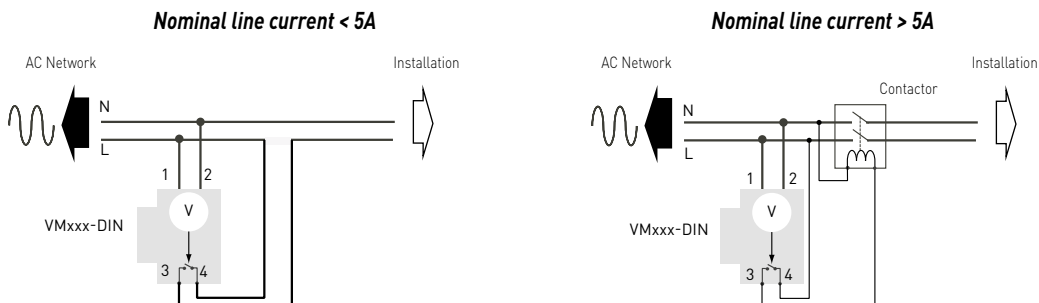 Nominal line current < 5A
AC Network
Installation
N
L
1 2
V
VMxxx-DIN
3 4
Nominal line current > 5A
AC Network
Installation
Contactor
N
L
1 2
V
VMxxx-DIN
3 4